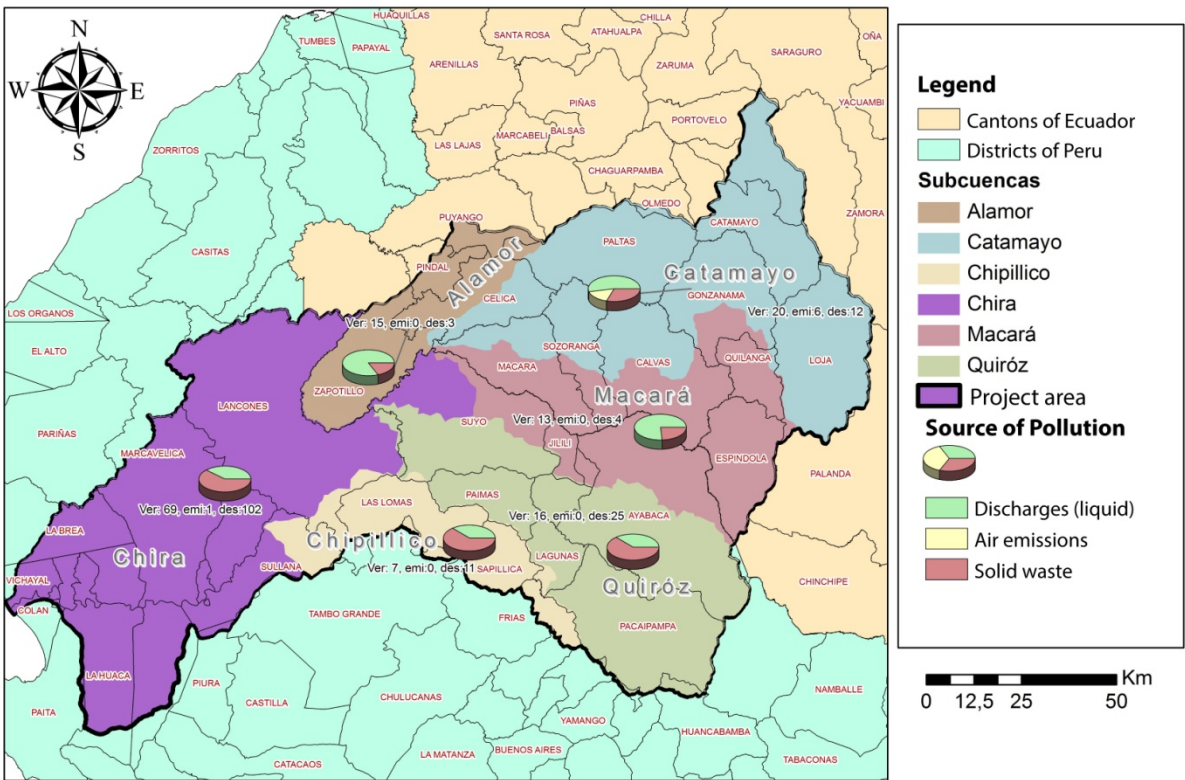 N
W
E
S
HUAQUILLAS
TUMBES
PAPAYAL
SANTA ROSA
ATAHUALPA
CHILLA
SARAGURO
OÑA
ARENILLAS
ZARUMA
YACUAMBI
PIÑAS
PORTOVELO
MARCABELI
BALSAS
LAS LAJAS
ZORRITOS
CHAGUARPAMBA
OLMEDO
ZAMORA
PUYANGO
CATAMAYO
PALTAS
CASITAS
PINDAL
Alamor
Catamayo
CELICA
GONZANAMA
LOS ORGANOS
Ver: 15, emi:0, des:3
Ver: 20, emi:6, des:12
EL ALTO
SOZORANGA
CALVAS
QUILANGA
LOJA
MACARA
ZAPOTILLO
Macará
LANCONES
PARIÑAS
SUYO
Ver: 13, emi:0, des:4
JILILI
MARCAVELICA
ESPINDOLA
PALANDA
LAS LOMAS
PAIMAS
Ver: 69, emi:1, des:102
Ver: 16, emi:0, des:25
AYABACA
LA BREA
Chira
Chipillico
LAGUNAS
SULLANA
SAPILLICA
Ver: 7, emi:0, des:11
VICHAYAL
CHINCHIPE
Quiróz
COLAN
TAMBO GRANDE
FRIAS
PACAIPAMPA
LA HUACA
PIURA
CASTILLA
CHULUCANAS
NAMBALLE
PAITA
YAMANGO
HUANCABAMBA
LA MATANZA
BUENOS AIRES
CATACAOS
TABACONAS
Legend
Cantons of Ecuador
Districts of Peru
Subcuencas
Alamor
Catamayo
Chipillico
Chira
Macará
Quiróz
Project area
Source of Pollution
Discharges (liquid)
Air emissions
Solid waste
Km
0 12,5 25 50